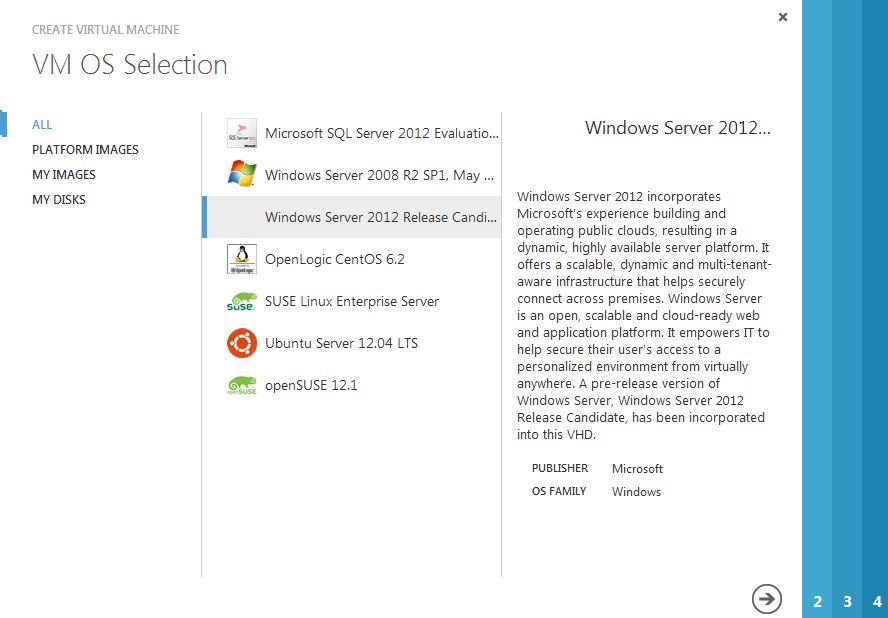 CREATE VIRTUAL MACHINE
VM OS Selection
ALL
PLATFORM IMAGES
MY IMAGES
MY DISKS
Microsoft SQL Server 2012 Evaluatio...
Windows Server 2008 R2 SP1, May ...
Windows Server 2012 Release Candi...
OpenLogic CentOS 6.2
SUSE Linux Enterprise Server
Ubuntu Server 12.04 LTS
openSUSE 12.1
Windows Server 2012...
Windows Server 2012 incorporates
Microsoft's experience building and
operating public clouds, resulting in a
dynamic, highly available server platform. It
offers a scalable, dynamic and multi-tenant-
aware infrastructure that helps securely
connect across premises. Windows Server
is an open, scalable and cloud-ready web
and application platform. It empowers IT to
help secure their user's access to a
personalized environment from virtually
anywhere. A pre-release version of
Windows Server, Windows Server 2012
Release Candidate, has been incorporated
into this VHD.
PUBLISHER Microsoft
OS FAMILY Windows
2 3 4